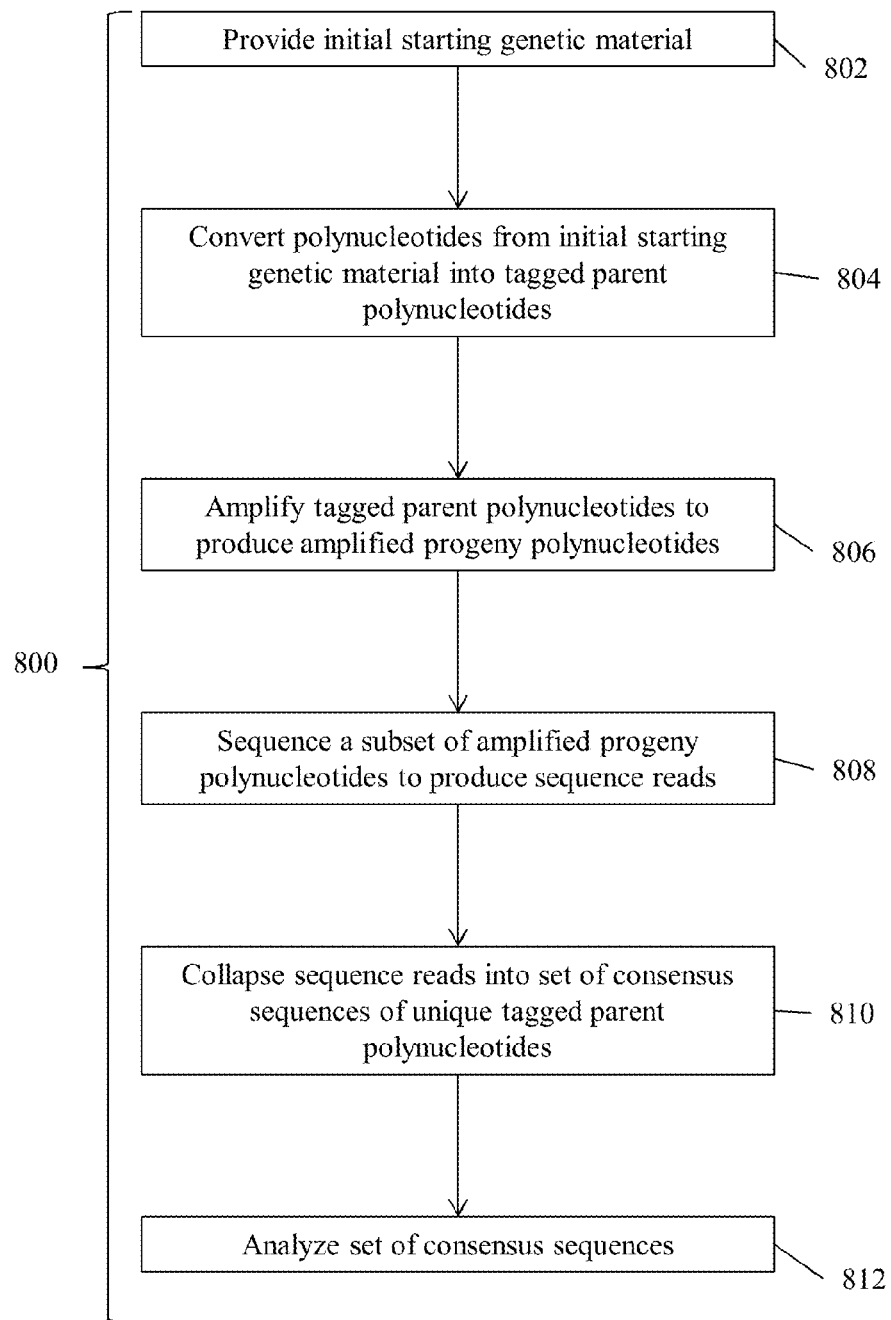 Provide initial starting genetic material
802
Convert polynucleotides from initial starting
genetic material into tagged parent
polynucleotides
804
Amplify tagged parent polynucleotides to
produce amplified progeny polynucleotides
806
800
Sequence a subset of amplified progeny
polynucleotides to produce sequence reads
808
Collapse sequence reads into set of consensus
sequences of unique tagged parent
polynucleotides
810
Analyze set of consensus sequences
812